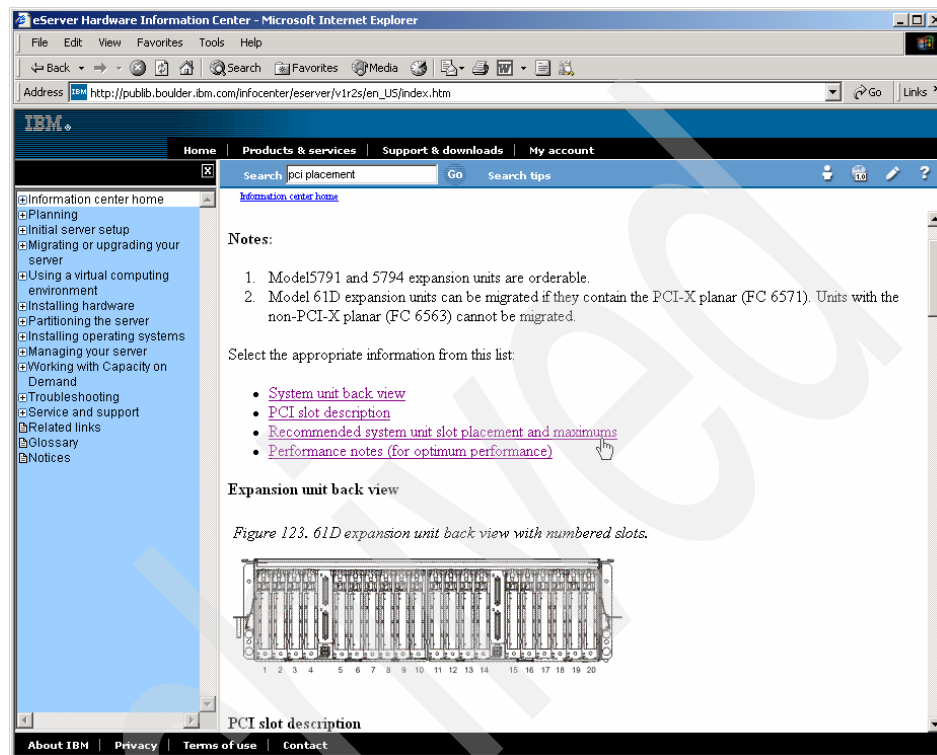 eServer Hardware Information Center - Microsoft Internet Explorer
File Edit View Favorites Tools Help
Back Search Favorites Media
Address http://publib.boulder.ibm.com/infocenter/eserver/v1r2s/en_US/index.htm Go Links
IBM
Home | Products & services | Support & downloads | My account
Search pci placement Go Search tips
Information center home
Planning
Initial server setup
Migrating or upgrading your
server
Using a virtual computing
environment
Installing hardware
Partitioning the server
Installing operating systems
Managing your server
Working with Capacity on
Demand
Troubleshooting
Service and support
Related links
Glossary
Notices
Information center home
Notes:
1. Model5791 and 5794 expansion units are orderable.
2. Model 61D expansion units can be migrated if they contain the PCI-X planar (FC 6571). Units with the
non-PCI-X planar (FC 6563) cannot be migrated.
Select the appropriate information from this list:
• System unit back view
• PCI slot description
• Recommended system unit slot placement and maximums
• Performance notes (for optimum performance)
Expansion unit back view
Figure 123. 61D expansion unit back view with numbered slots.
1 2 3 4 5 6 7 8 9 10 11 12 13 14 15 16 17 18 19 20
PCI slot description
About IBM | Privacy | Terms of use | Contact